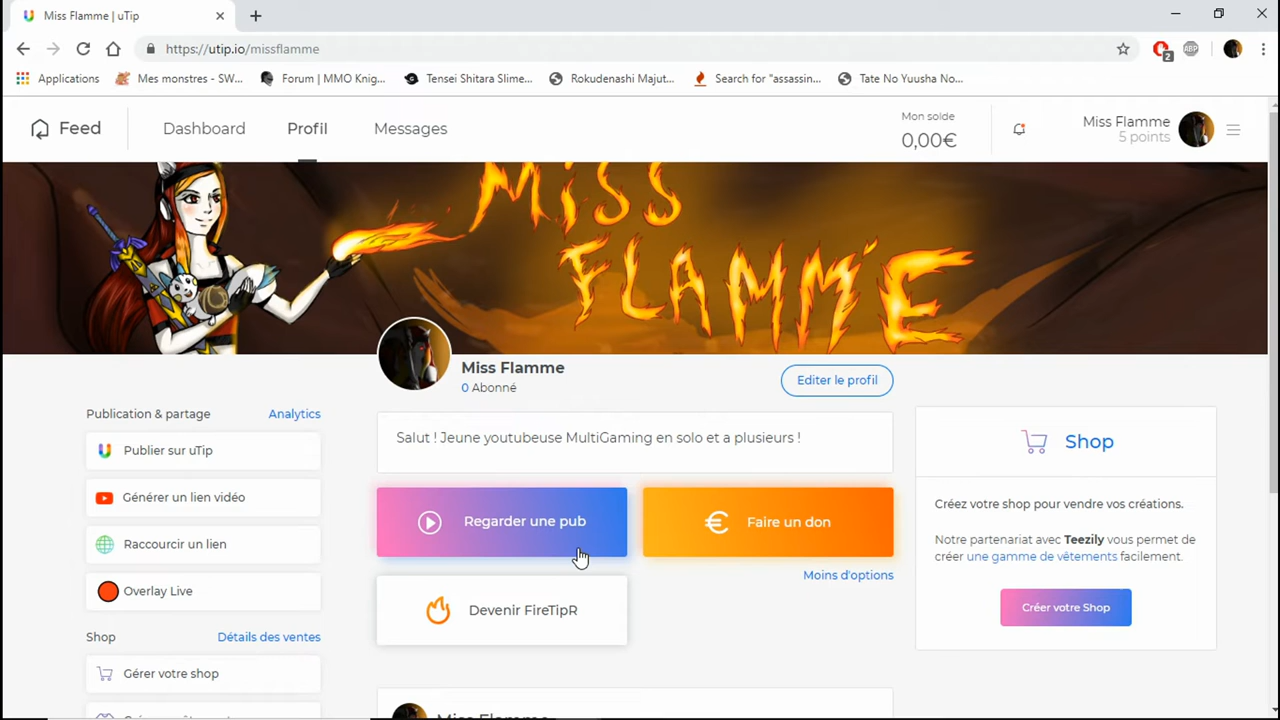 Miss Flamme | uTip
https://utip.io/missflamme
2
ABP
Applications
Mes monstres - SW...
Forum | MMO Knig...
Tensei Shitara Slime...
Rokudenashi Majut...
Search for "assassin...
Tate No Yuusha No...
Feed
Dashboard
Profil
Messages
Mon solde
0,00€
Miss Flamme
5 points
MISS
FLAMME
Miss Flamme
0 Abonné
Editer le profil
Publication & partage
Analytics
Publier sur uTip
Générer un lien vidéo
Raccourcir un lien
Overlay Live
Shop
Détails des ventes
Gérer votre shop
Salut ! Jeune youtubeuse MultiGaming en solo et a plusieurs !
Regarder une pub
Faire un don
Moins d'options
Devenir FireTipR
Miss Flamme
Shop
Créez votre shop pour vendre vos créations.
Notre partenariat avec Teezily vous permet de
créer une gamme de vêtements facilement.
Créer votre Shop